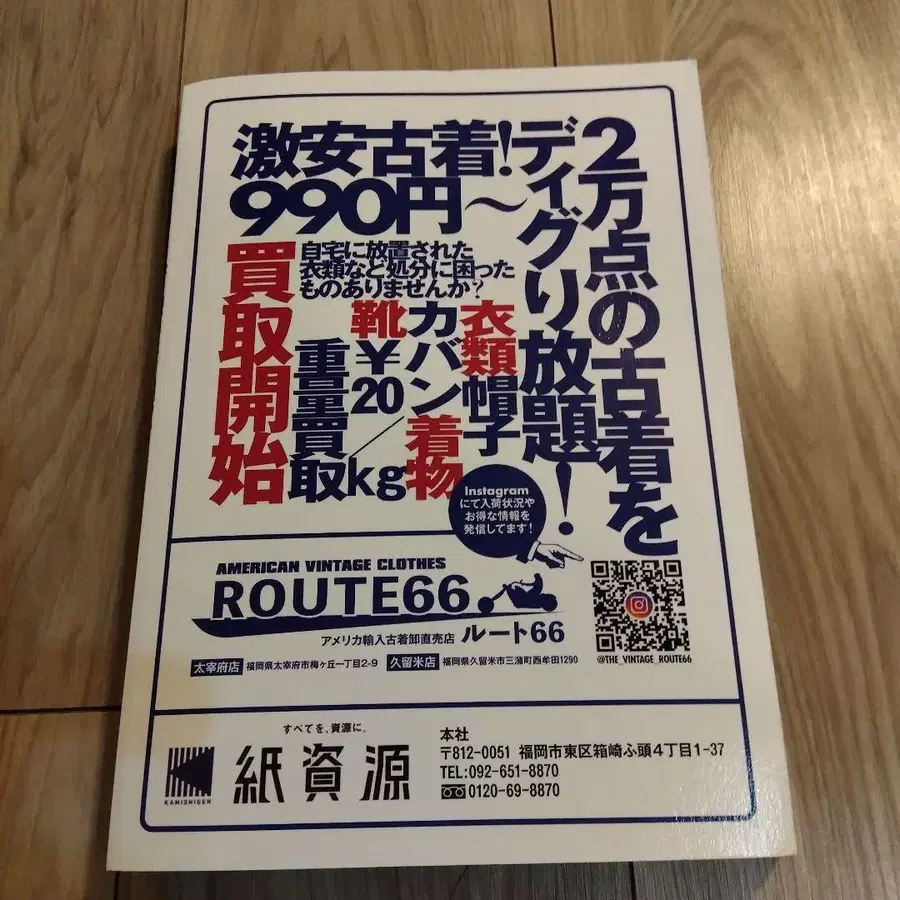 2万点の古着を
ディグり放題!
激安古着!
990円〜
自宅に放置された
衣類など処分に困った
ものありませんか?
買取開始
衣類 帽子
カバン 着物
靴 ¥20/kg
重量買取
Instagram
にて入荷状況や
お得な情報を
発信してます!
AMERICAN VINTAGE CLOTHES
ROUTE66
アメリカ輸入古着卸直売店 ルート66
太宰府店 福岡県太宰府市梅ヶ丘一丁目2-9 久留米店 福岡県久留米市三潴町西牟田1290
@THE_VINTAGE_ROUTE66
すべてを、資源に。
紙資源
KAMISHIGEN
本社
〒812-0051 福岡市東区箱崎ふ頭4丁目1-37
TEL:092-651-8870
0120-69-8870